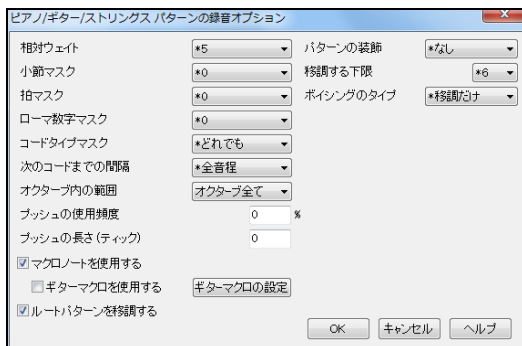 ピアノ/ギター/ストリングス パターンの録音オプション
相対ウェイト *5 パターンの装飾 *なし
小節マスク *0 移調する下限 *6
拍マスク *0 ボイシングのタイプ *移調だけ
ローマ数字マスク *0
コードタイプマスク *どれでも
次のコードまでの間隔 *全音程
オクターブ内の範囲 オクターブ全て
プッシュの使用頻度 0 %
プッシュの長さ(ティック) 0
マクロノートを使用する
ギターマクロを使用する ギターマクロの設定
ルートパターンを移調する
OK キャンセル ヘルプ